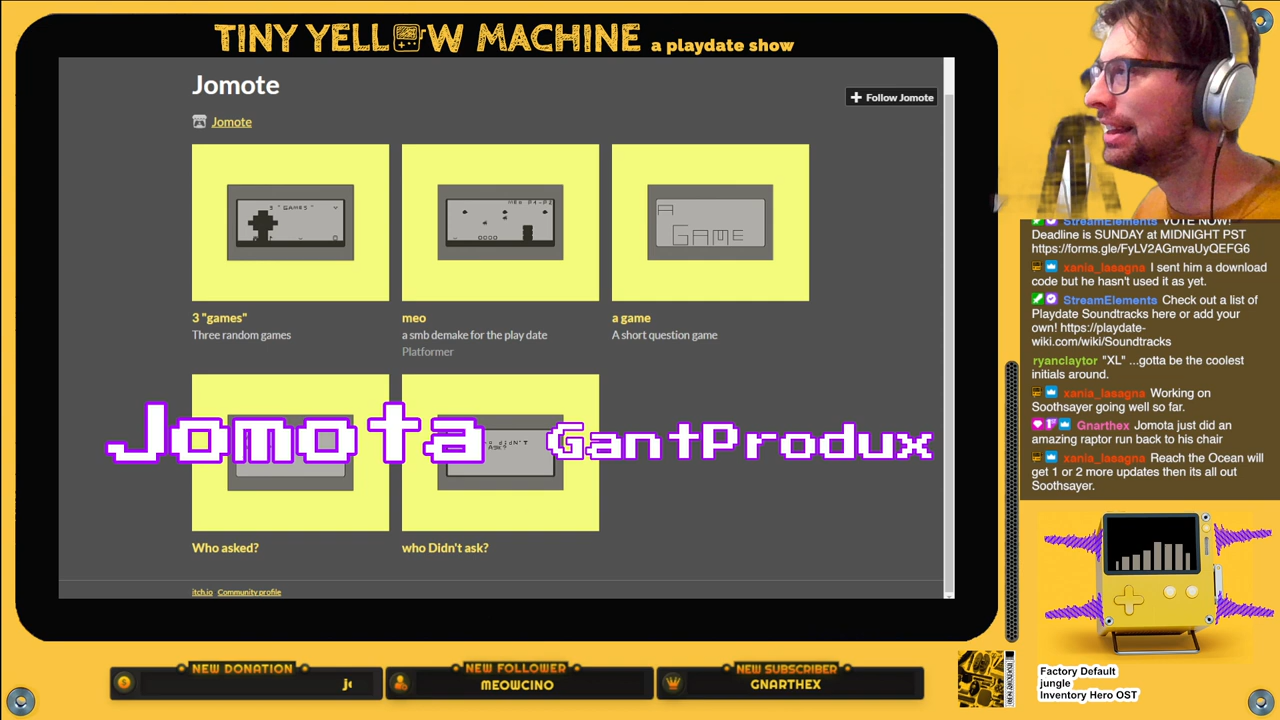 TINY YELLOW MACHINE a playdate show
Jomote
Follow Jomote
Jomote
3 "GAMES"
MEO
A
GAME
3 "games"
Three random games
meo
a smb demake for the play date
Platformer
a game
A short question game
Jomota
GantProdux
Who asked?
who Didn't ask?
itch.io Community profile
StreamElements VOTE NOW!
Deadline is SUNDAY at MIDNIGHT PST
https://forms.gle/FyLV2AGmvaUyQEFG6
xania_lasagna I sent him a download
code but he hasn't used it as yet.
StreamElements Check out a list of
Playdate Soundtracks here or add your
own! https://playdate-
wiki.com/wiki/Soundtracks
ryanclaytor "XL" ...gotta be the coolest
initials around.
xania_lasagna Working on
Soothsayer going well so far.
Gnarthex Jomota just did an
amazing raptor run back to his chair
xania_lasagna Reach the Ocean will
get 1 or 2 more updates then its all out
Soothsayer.
NEW DONATION
NEW FOLLOWER
MEOWCINO
NEW SUBSCRIBER
GNARTHEX
Factory Default
jungle
Inventory Hero OST